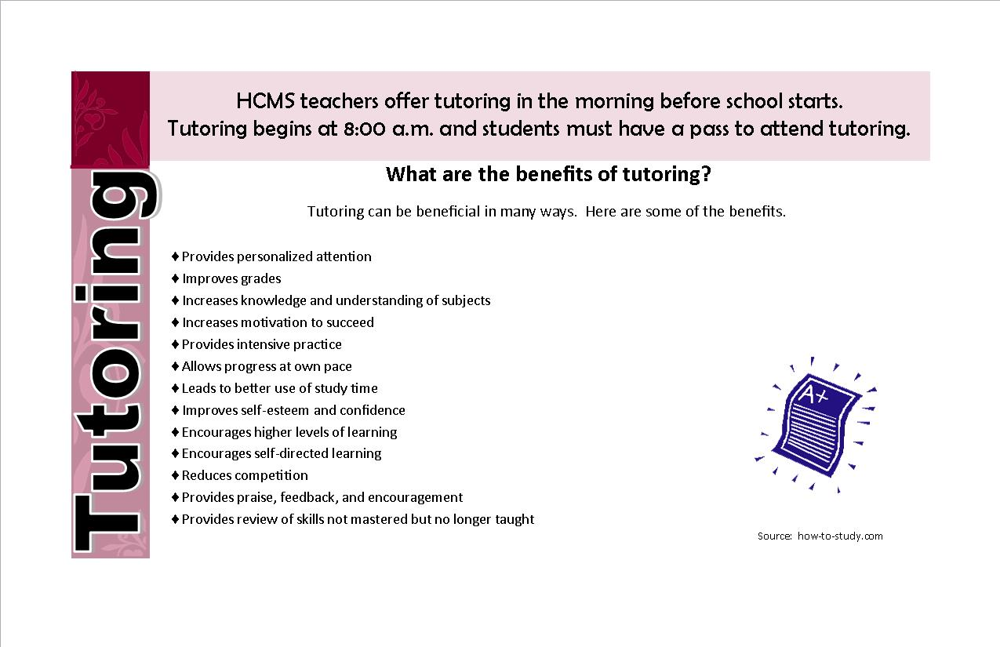 HCMS teachers offer tutoring in the morning before school starts.
Tutoring begins at 8:00 a.m. and students must have a pass to attend tutoring.
Tutoring
What are the benefits of tutoring?
Tutoring can be beneficial in many ways.  Here are some of the benefits.
♦ Provides personalized attention
♦ Improves grades
♦ Increases knowledge and understanding of subjects
♦ Increases motivation to succeed
♦ Provides intensive practice
♦ Allows progress at own pace
♦ Leads to better use of study time
♦ Improves self-esteem and confidence
♦ Encourages higher levels of learning
♦ Encourages self-directed learning
♦ Reduces competition
♦ Provides praise, feedback, and encouragement
♦ Provides review of skills not mastered but no longer taught
A+
Source:  how-to-study.com